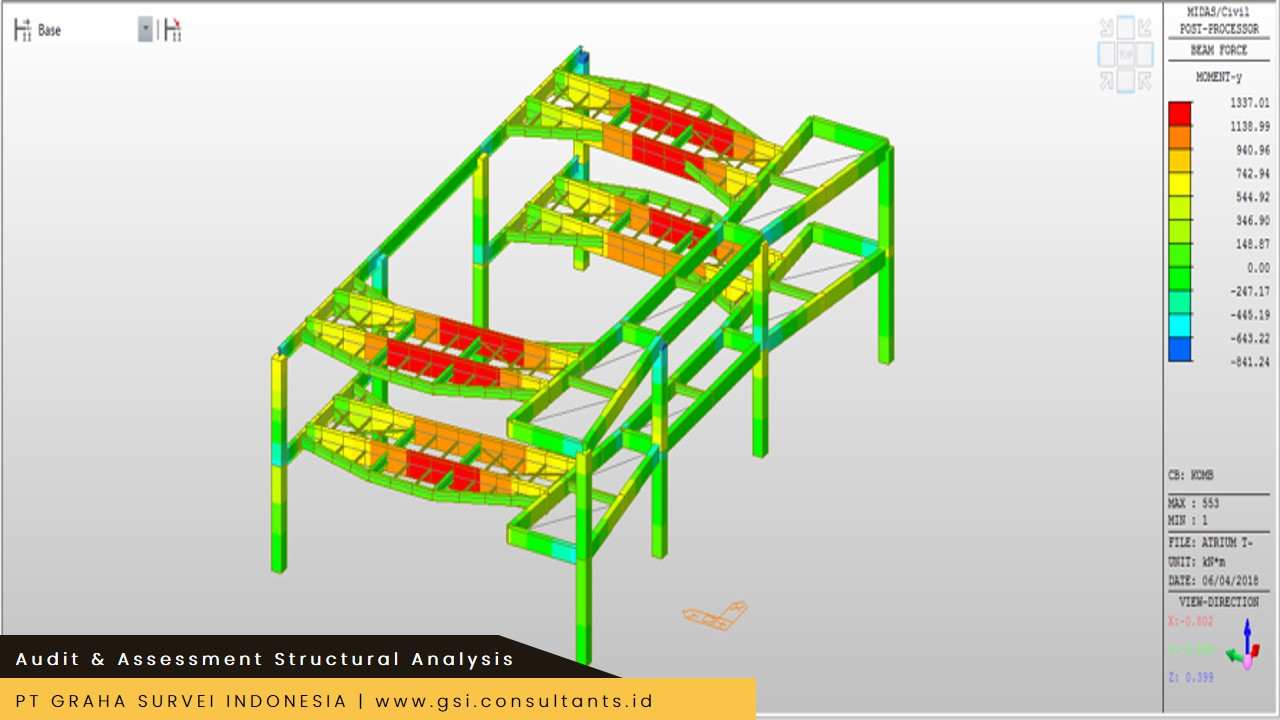 Base
TOP
MIDAS/Civil
POST-PROCESSOR
BEAM FORCE
MOMENT-y
1337.01
1138.99
940.96
742.94
544.92
346.90
148.87
0.00
-247.17
-445.19
-643.22
-841.24
CB: KOMB
MAX : 553
MIN : 1
FILE: ATRIUM T~
UNIT: kN*m
DATE: 06/04/2018
VIEW-DIRECTION
X:-0.802
Z: 0.399
Audit & Assessment Structural Analysis
PT GRAHA SURVEI INDONESIA | www.gsi.consultants.id